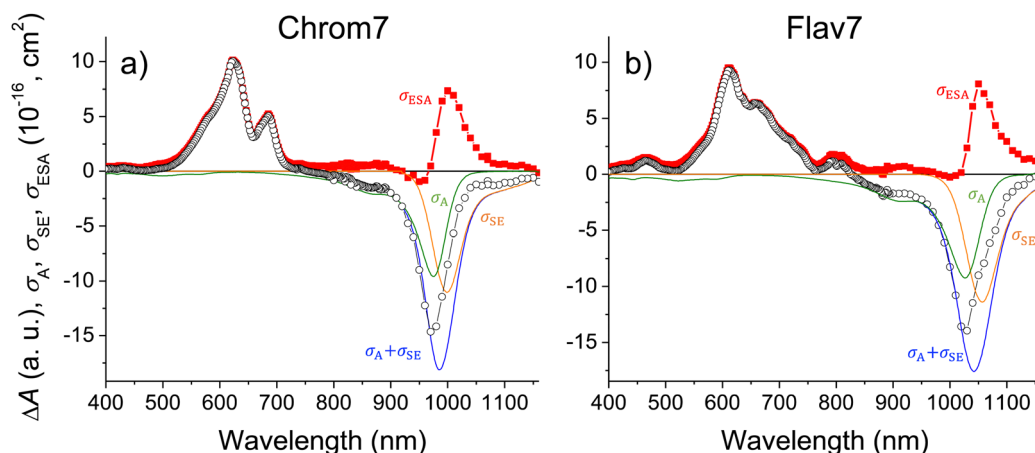 Chrom7
Flav7
ΔA (a. u.), σA, σSE, σESA (10-16, cm2)
a)
10
5
0
-5
-10
-15
σESA
σA
σSE
σA+σSE
400 500 600 700 800 900 1000 1100
Wavelength (nm)
b)
10
5
0
-5
-10
-15
σESA
σA
σSE
σA+σSE
400 500 600 700 800 900 1000 1100
Wavelength (nm)